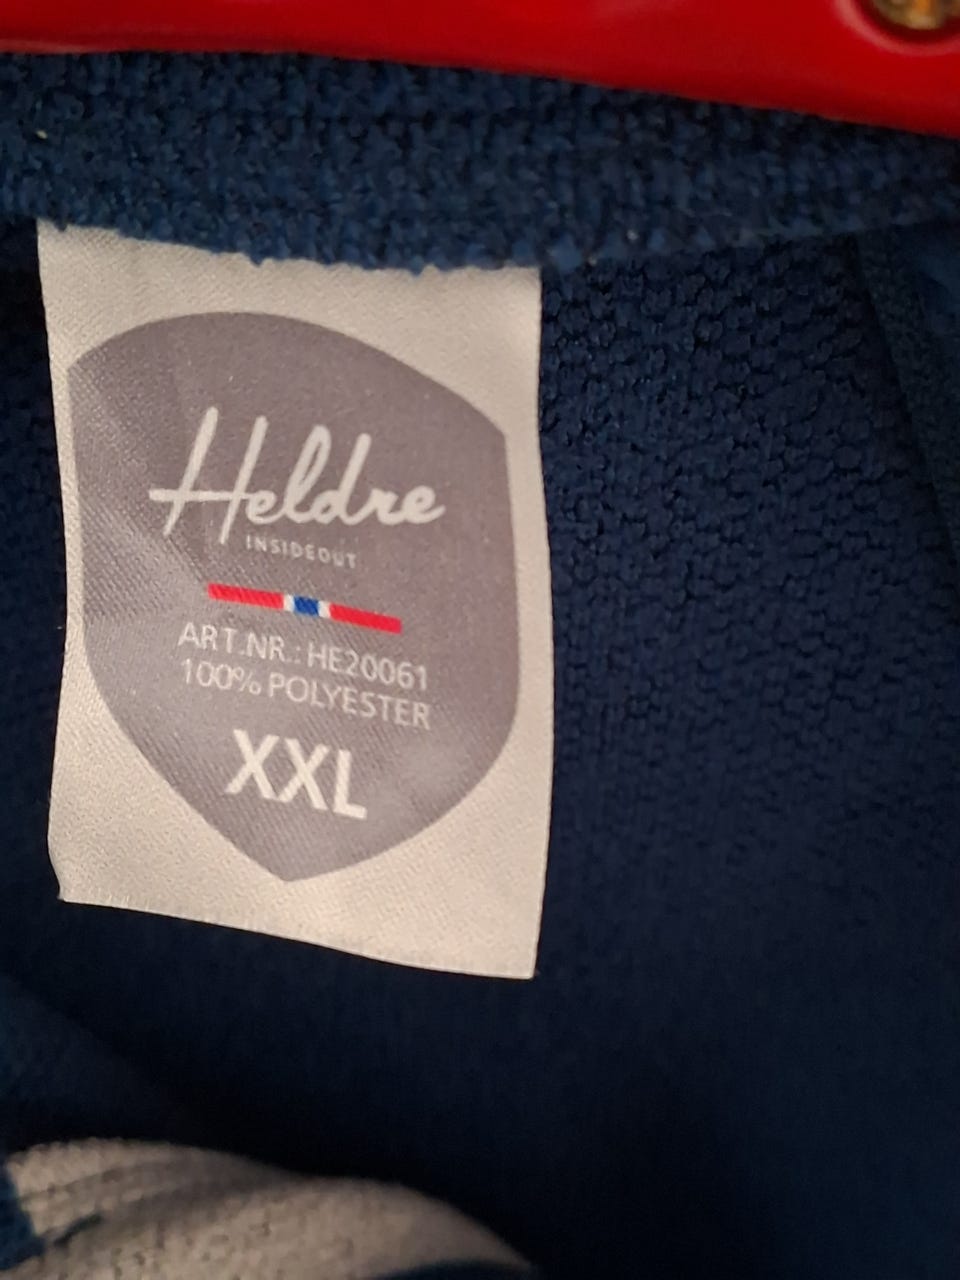 Heldre
INSIDEOUT
ART.NR.: HE20061
100% POLYESTER
XXL